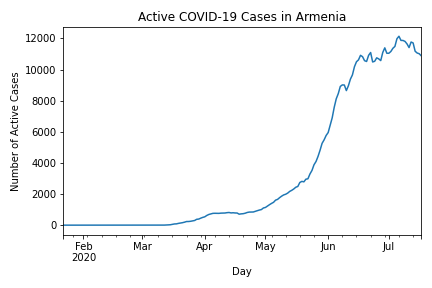 Active COVID-19 Cases in Armenia
Number of Active Cases
12000
10000
8000
6000
4000
2000
0
Feb Mar Apr May Jun Jul
2020
Day